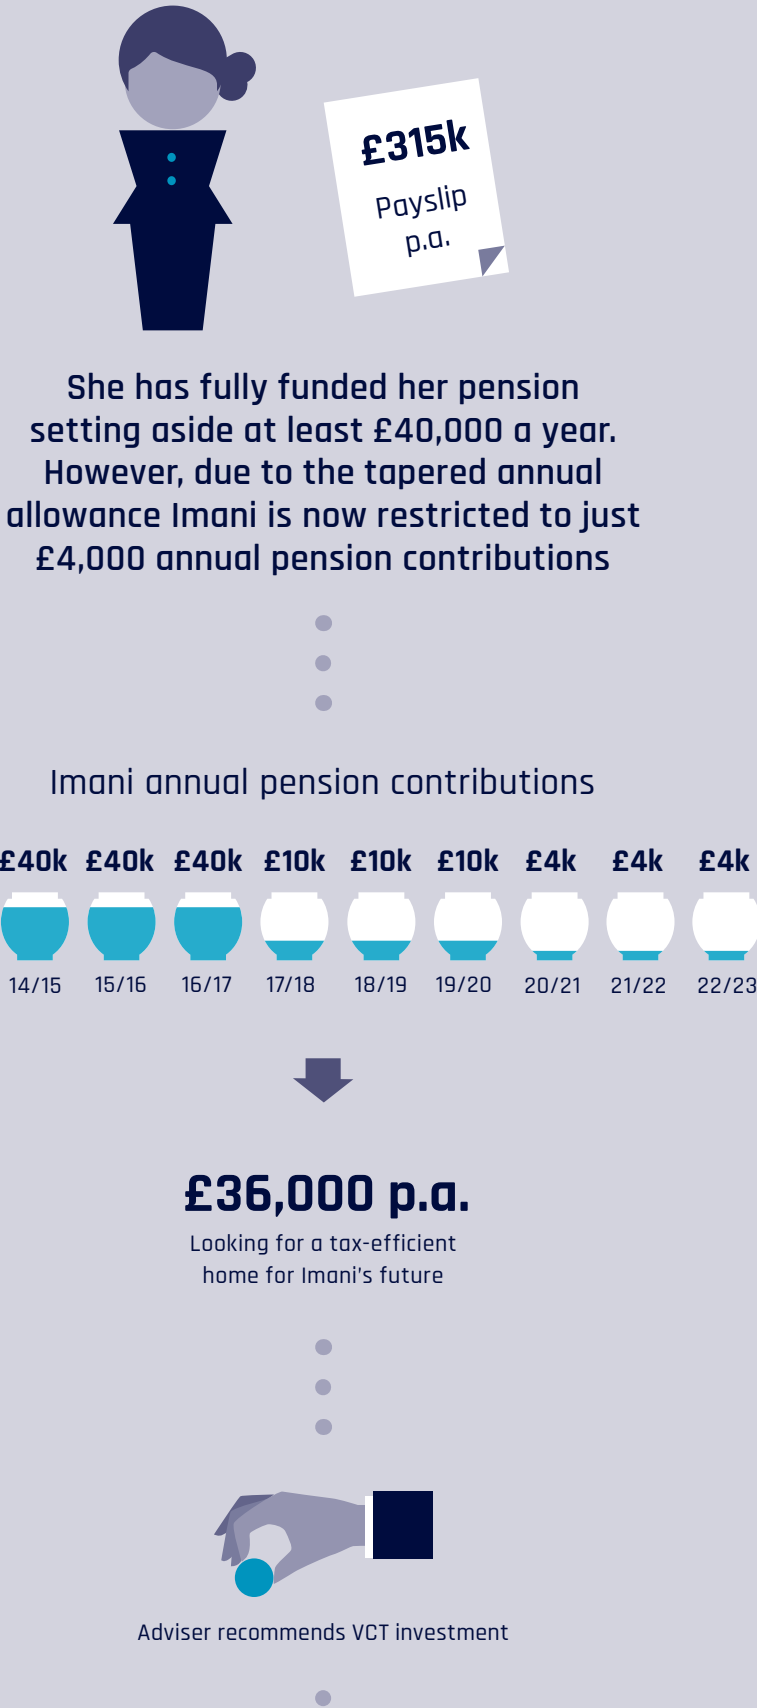 £315k
Payslip
p.a.
She has fully funded her pension
setting aside at least £40,000 a year.
However, due to the tapered annual
allowance Imani is now restricted to just
£4,000 annual pension contributions
Imani annual pension contributions
£40k £40k £40k £10k £10k £10k £4k £4k £4k
14/15 15/16 16/17 17/18 18/19 19/20 20/21 21/22 22/23
£36,000 p.a.
Looking for a tax-efficient
home for Imani’s future
Adviser recommends VCT investment